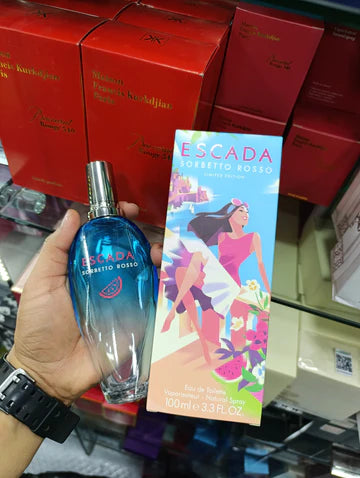 Maison
Francis Kurkdjian
Paris
Baccarat
Rouge 540
ESCADA
SORBETTO ROSSO
LIMITED EDITION
ESCADA
SORBETTO ROSSO
Eau de Toilette
Vaporisateur - Natural Spray
100 ml e 3.3 FL.OZ.